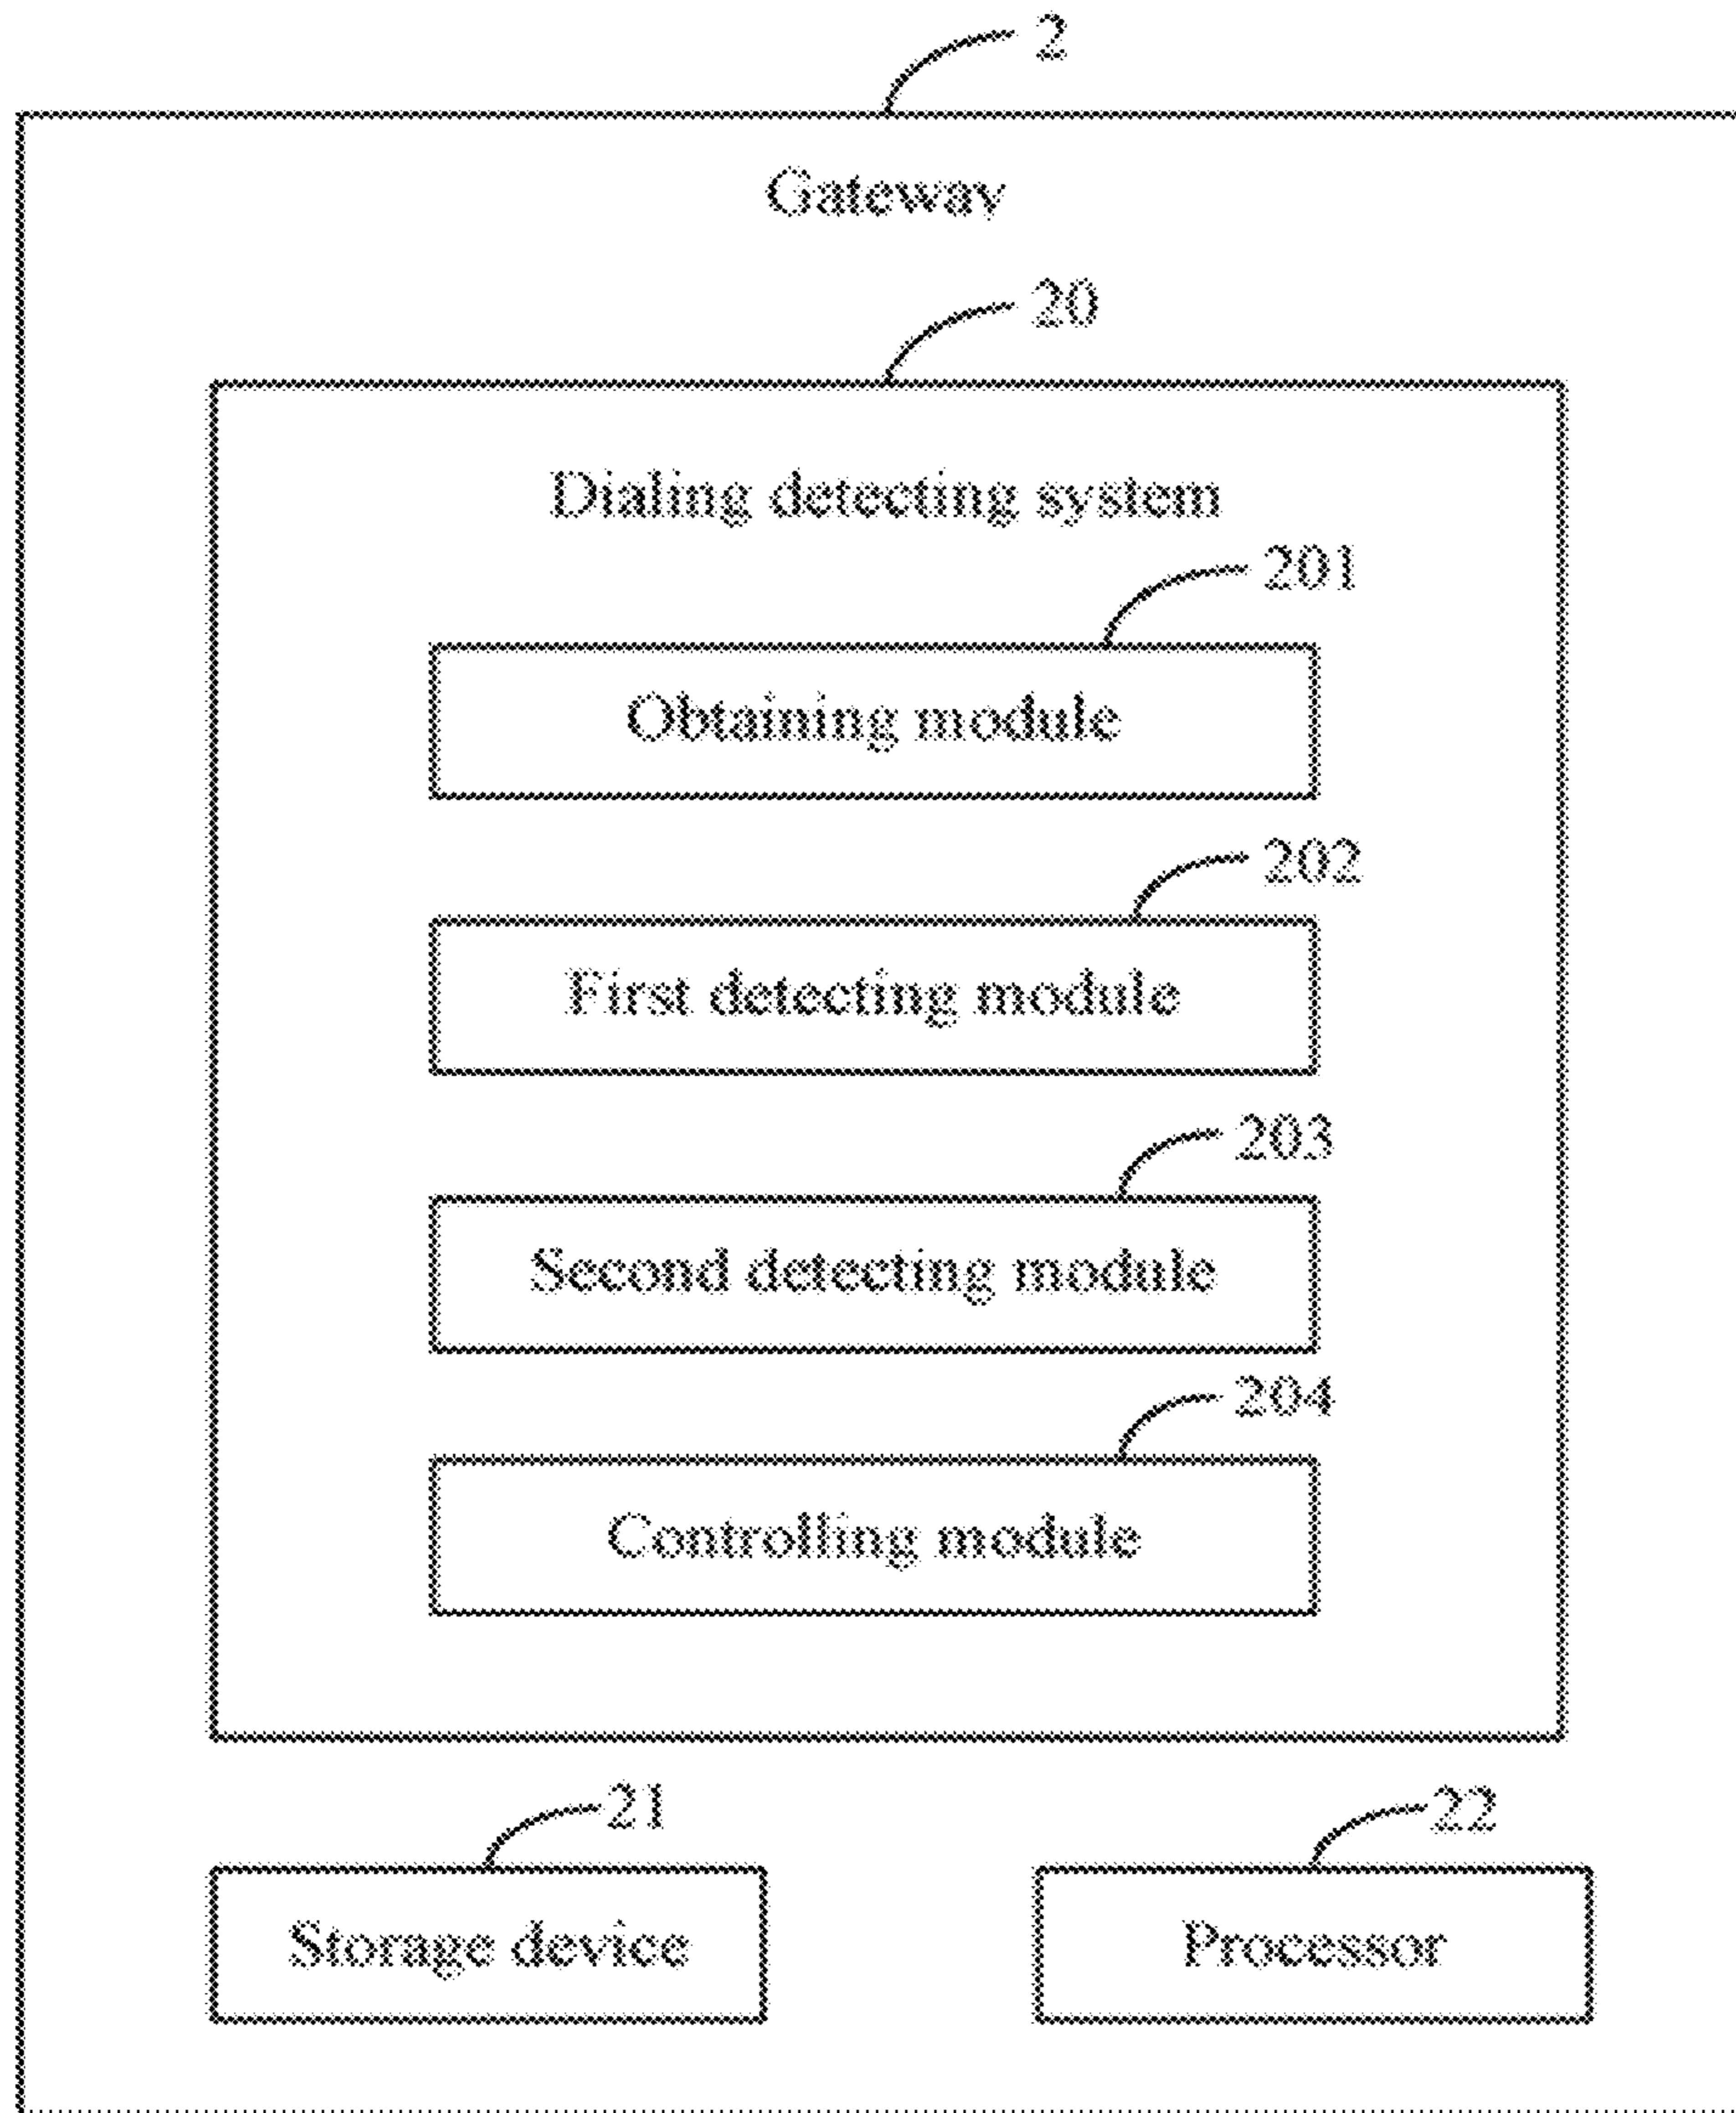 2
Gateway
20
Dialing detecting system
201
Obtaining module
202
First detecting module
203
Second detecting module
204
Controlling module
21
22
Storage device
Processor